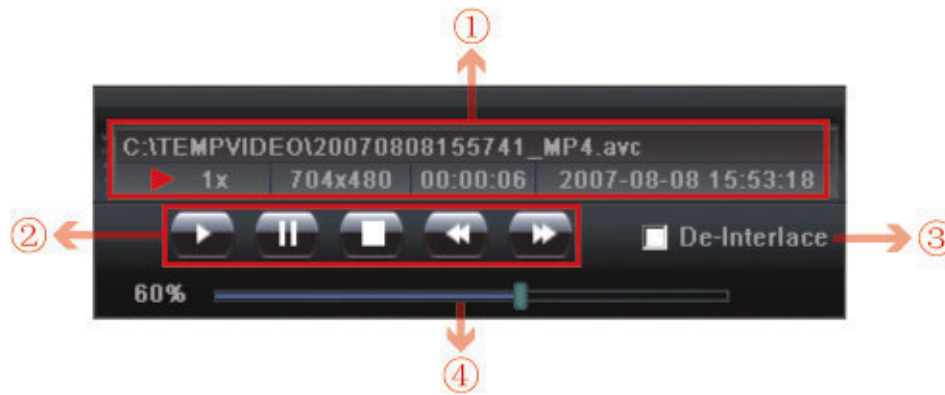 ①
C:\TEMPVIDEO\20070808155741_MP4.avc
1x 704x480 00:00:06 2007-08-08 15:53:18
②
De-Interlace
③
60%
④